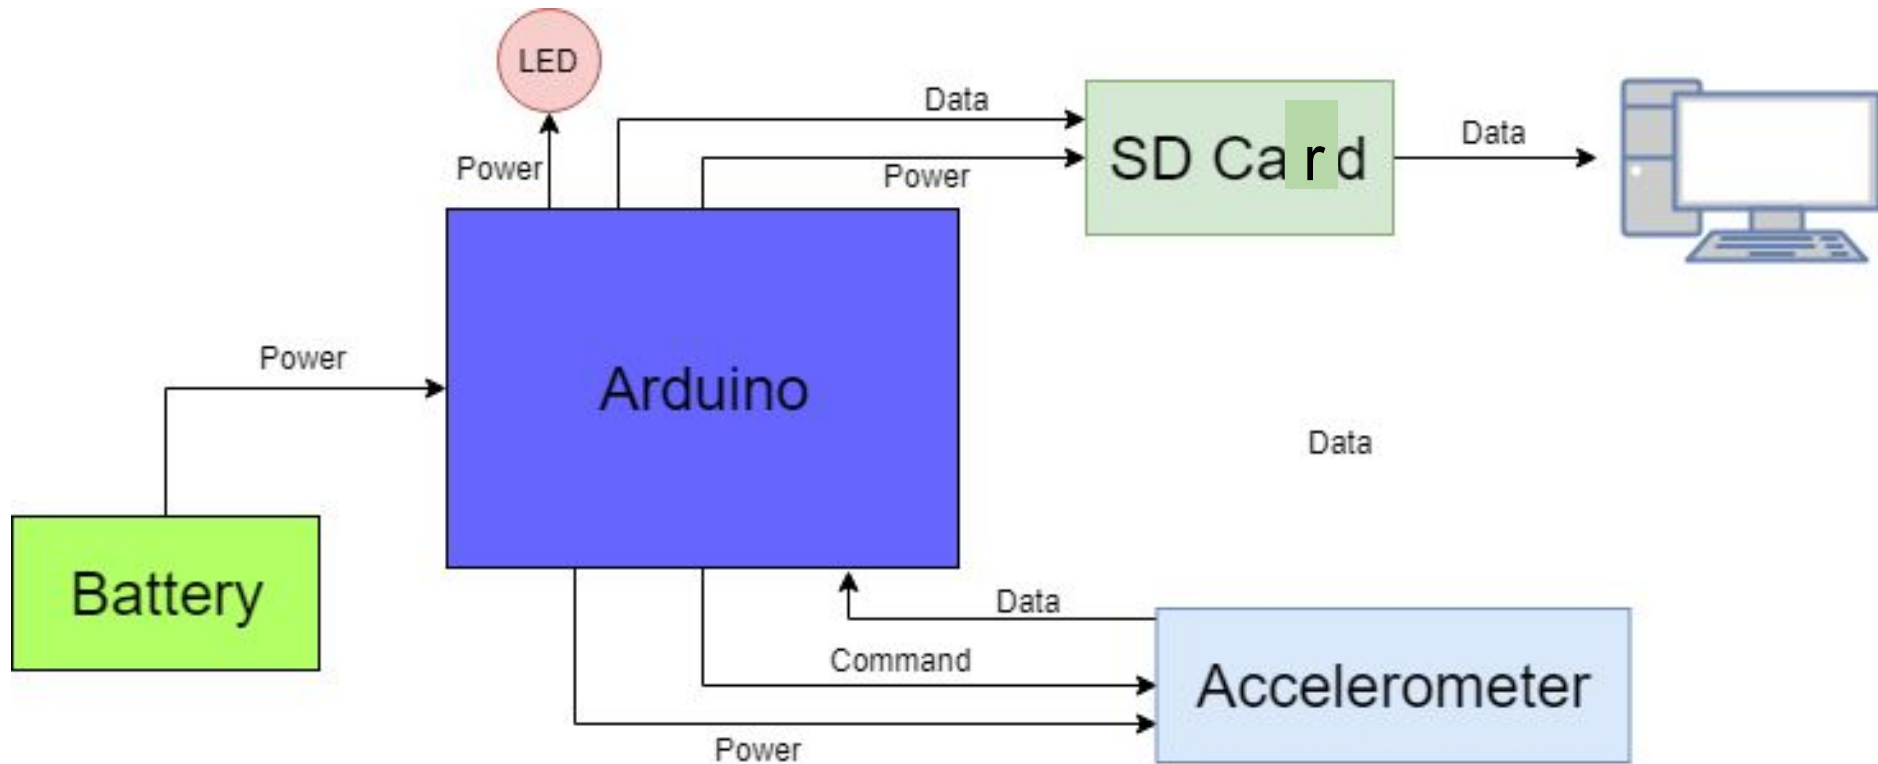 LED
Data
Power
SD Card
Data
Power
Power
Arduino
Data
Battery
Data
Command
Accelerometer
Power